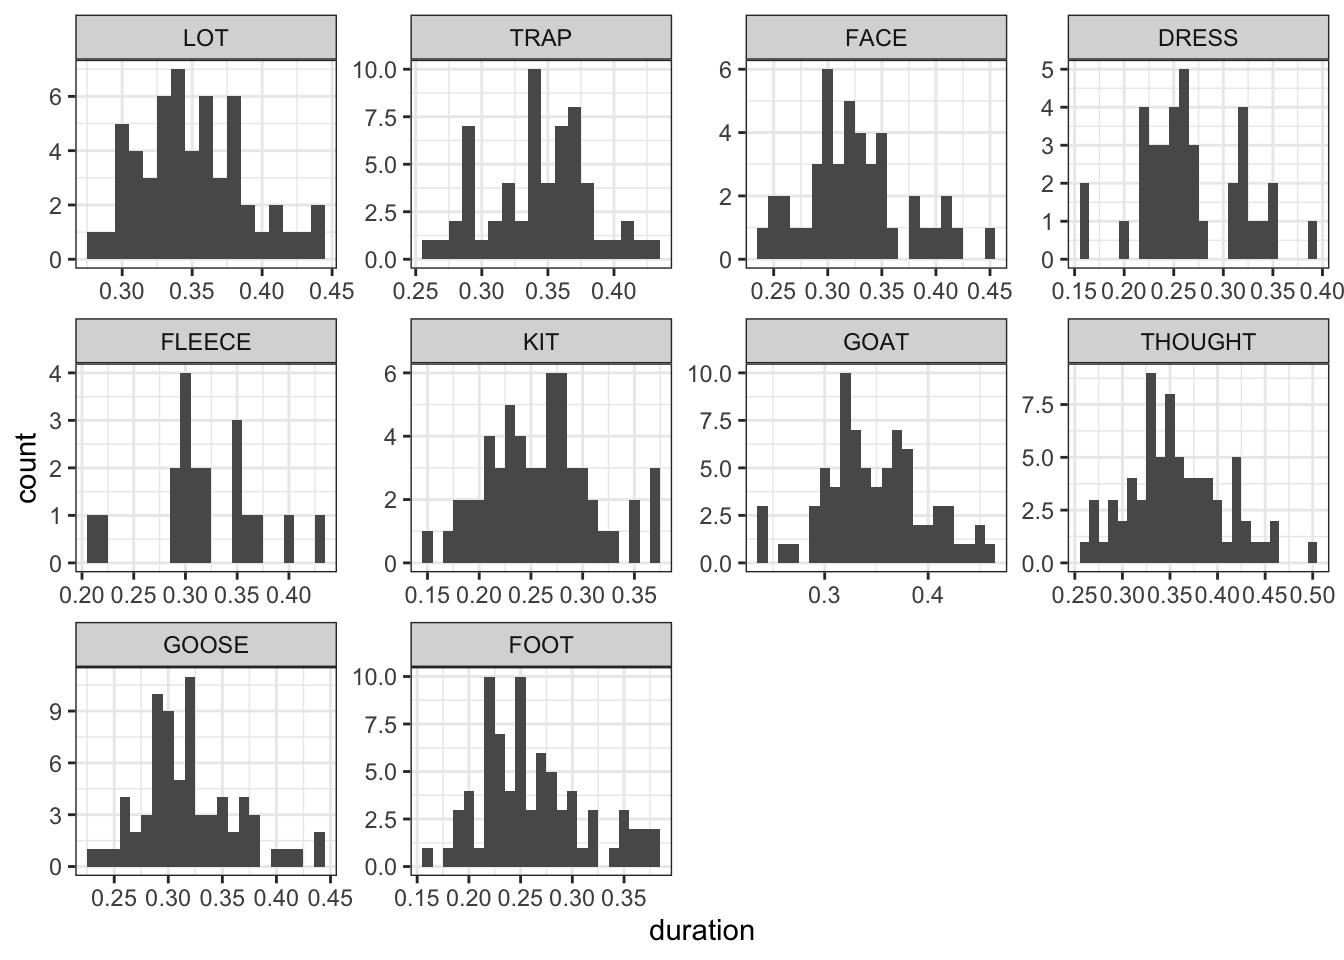 LOT TRAP FACE DRESS
6 10.0 6 5
4 7.5 4 4
2 5.0 2 3
0 2.5 0 2
0.0 1
0
0.30 0.35 0.40 0.45 0.25 0.30 0.35 0.40 0.25 0.30 0.35 0.40 0.45 0.15 0.20 0.25 0.30 0.35 0.40
FLEECE KIT GOAT THOUGHT
4 6 10.0 7.5
3 4 7.5 5.0
2 2 5.0 2.5
1 0 2.5 0.0
0 0.0
0.20 0.25 0.30 0.35 0.40 0.15 0.20 0.25 0.30 0.35 0.3 0.4 0.25 0.30 0.35 0.40 0.45 0.50
count
GOOSE FOOT
9 10.0
6 7.5
3 5.0
0 2.5
0.0
0.25 0.30 0.35 0.40 0.45 0.15 0.20 0.25 0.30 0.35
duration